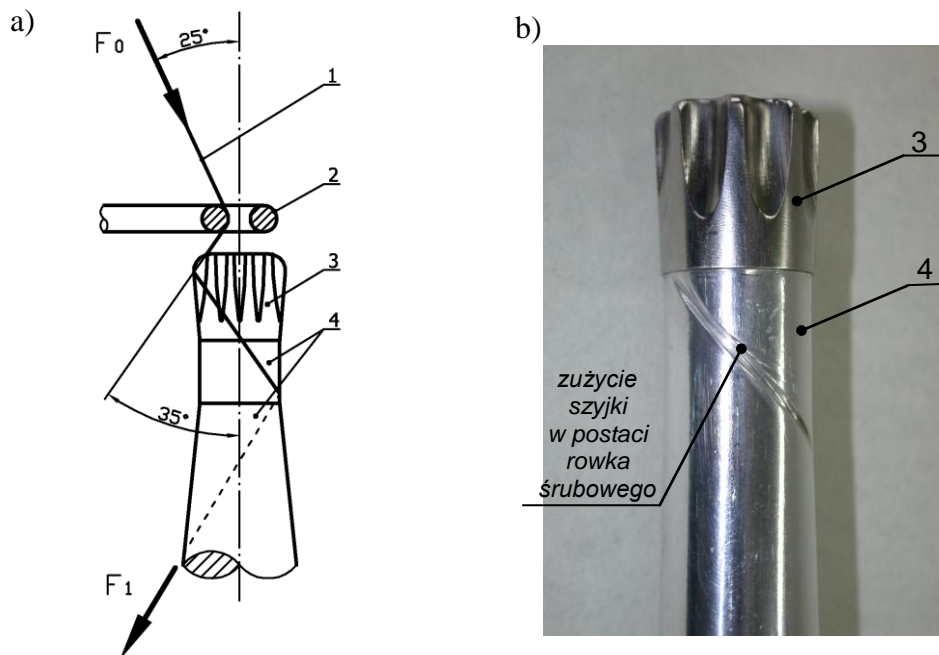 a)
F0
25°
1
2
3
4
35°
F1
b)
3
4
zużycie
szyjki
w postaci
rowka
śrubowego